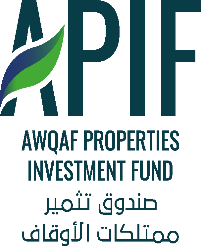 APIF
AWQAF PROPERTIES
INVESTMENT FUND
صندوق تثمير
ممتلكات الأوقاف